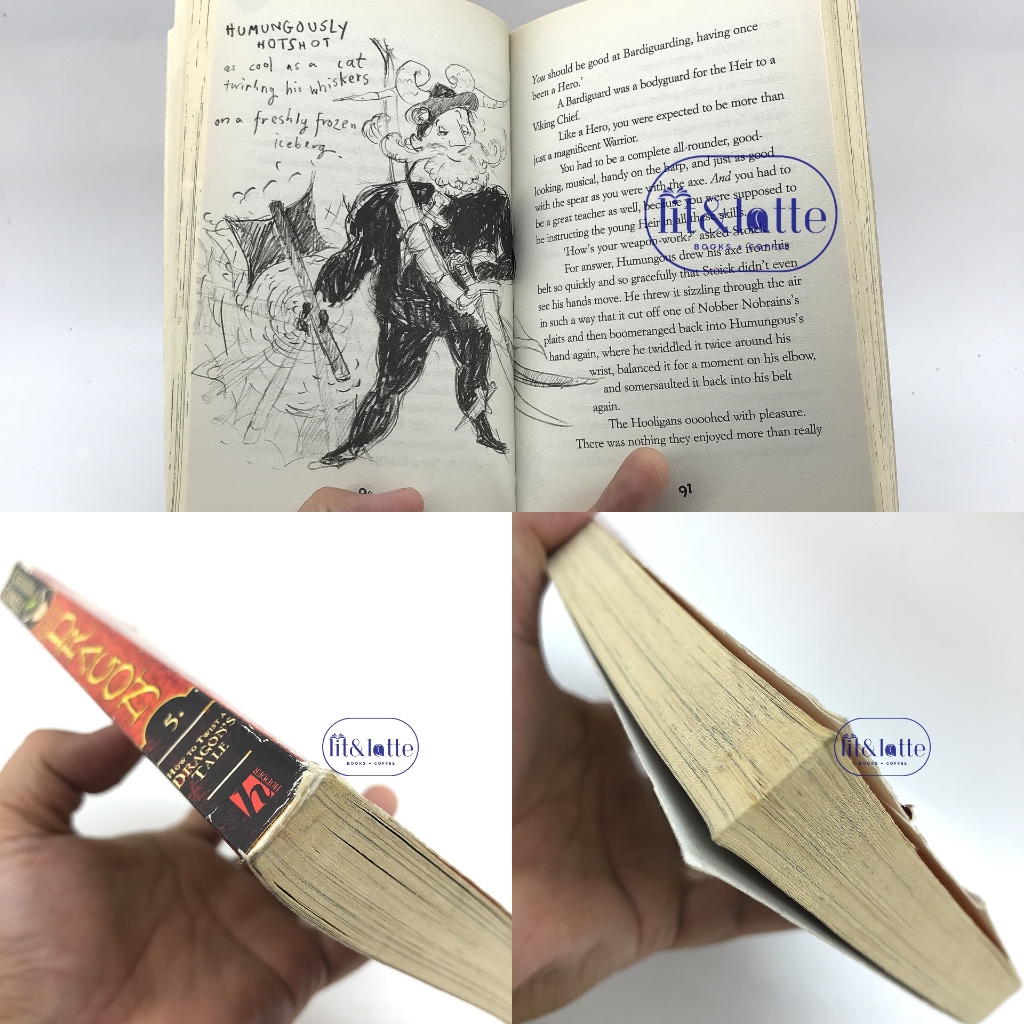 HUMUNGOUSLY
HOTSHOT
as cool as a cat
twirling his whiskers
on a freshly frozen
iceberg.
You should be good at Bardiguarding, having once
been a Hero.'
A Bardiguard was a bodyguard for the Heir to a
Viking Chief.
Like a Hero, you were expected to be more than
just a magnificent Warrior.
You had to be a complete all-rounder, good-
looking, musical, handy on the harp, and just as good
with the spear as you were with the axe. And you had to
be a great teacher as well, because you were supposed to
be instructing the young Heir in all these skills.
'How's your weapon-work?' asked Stoick.
For answer, Humungous drew his axe from his
belt so quickly and so gracefully that Stoick didn't even
see his hands move. He threw it sizzling through the air
in such a way that it cut off one of Nobber Nobrains's
plaits and then boomeranged back into Humungous's
hand again, where he twiddled it twice around his
wrist, balanced it for a moment on his elbow,
and somersaulted it back into his belt
again.
The Hooligans ooohed with pleasure.
There was nothing they enjoyed more than really
91
lit&latte
BOOKS + COFFEE
DRAGON
5.
HOW TO TWIST A
DRAGON'S
TALE
HODDER
lit&latte
BOOKS + COFFEE
lit&latte
BOOKS + COFFEE